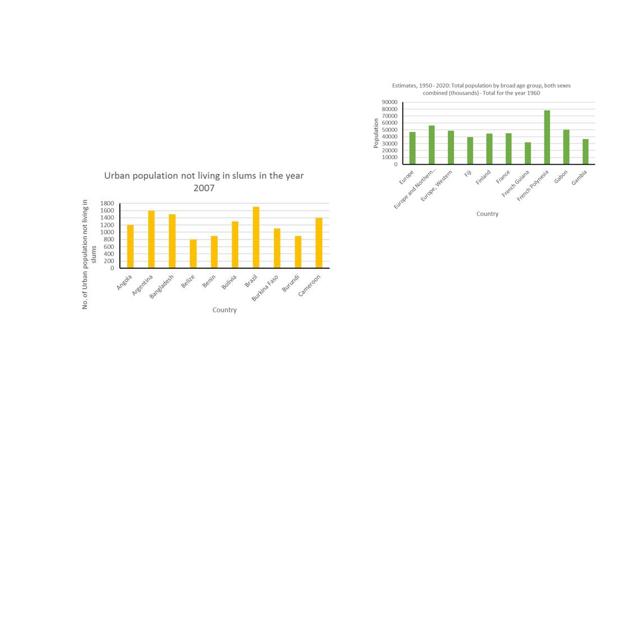 Estimates, 1950 - 2020: Total population by broad age group, both sexes
combined (thousands) - Total for the year 1960
Population
90000
80000
70000
60000
50000
40000
30000
20000
10000
0
Europe
Europe and Northern...
Europe, Western
Fiji
Finland
France
French Guiana
French Polynesia
Gabon
Gambia
Country
Urban population not living in slums in the year
2007
No. of Urban population not living in
slums
1800
1600
1400
1200
1000
800
600
400
200
0
Angola
Argentina
Bangladesh
Belize
Benin
Bolivia
Brazil
Burkina Faso
Burundi
Cameroon
Country